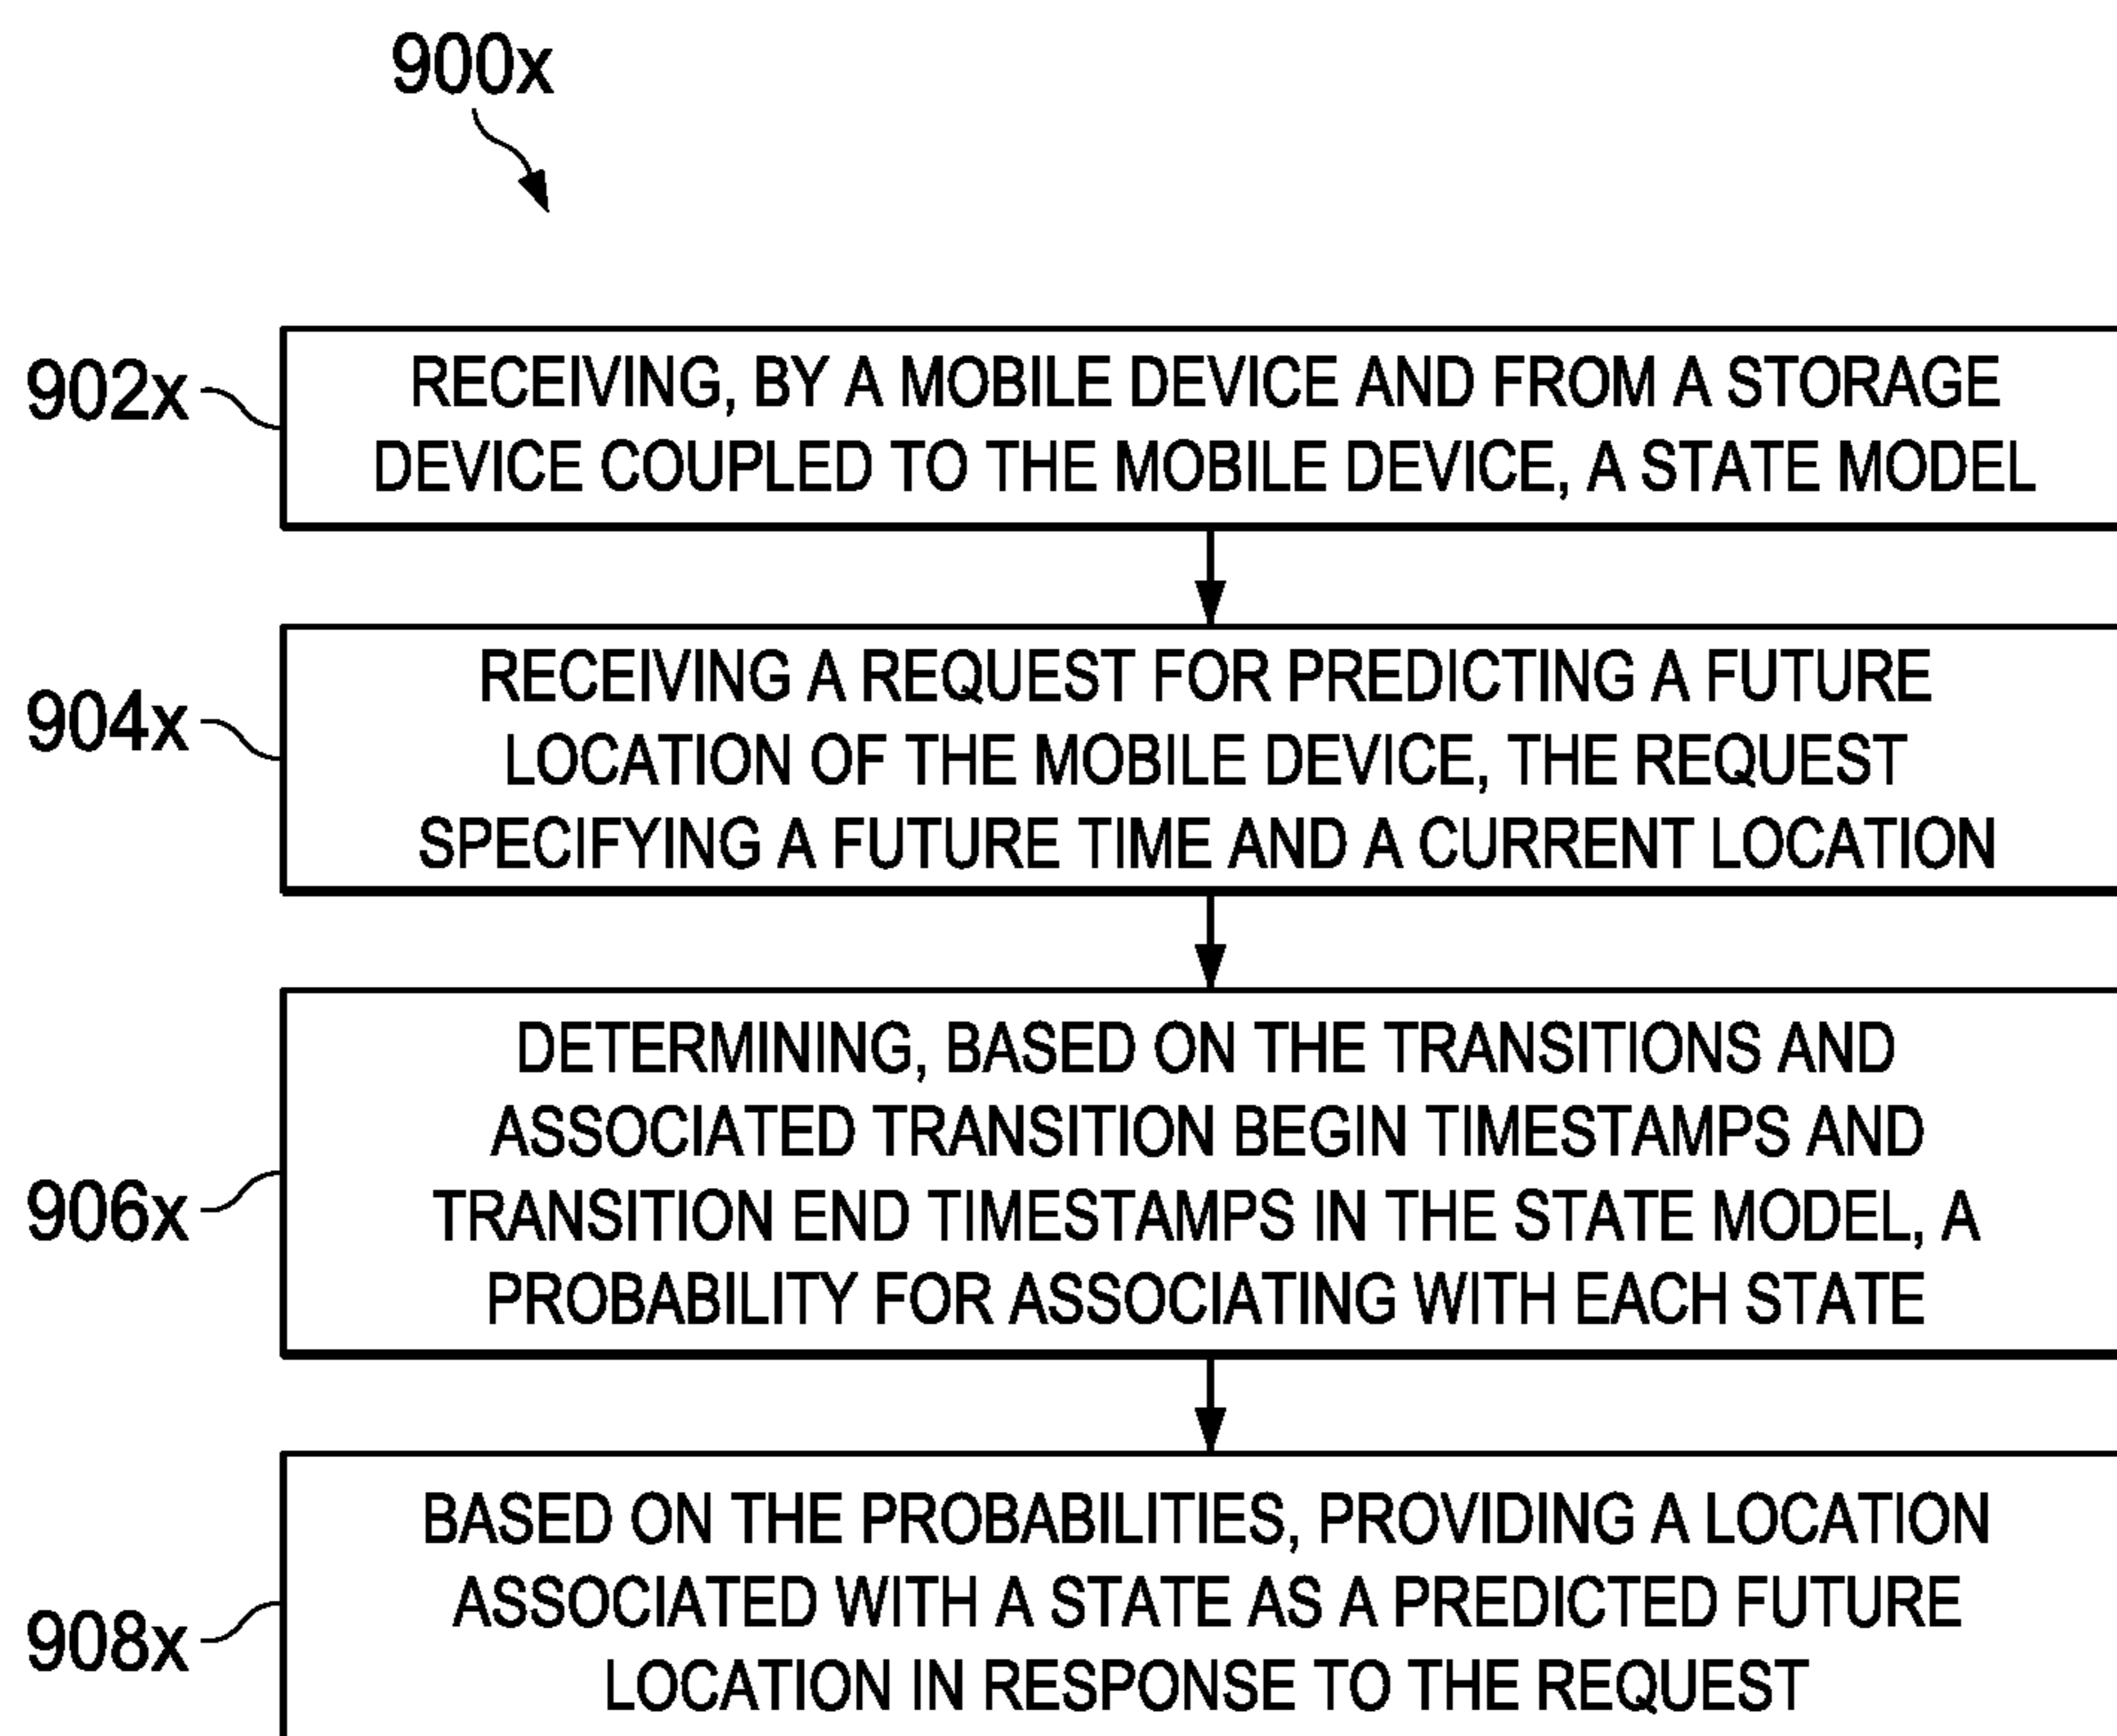 900x
902x
RECEIVING, BY A MOBILE DEVICE AND FROM A STORAGE
DEVICE COUPLED TO THE MOBILE DEVICE, A STATE MODEL
904x
RECEIVING A REQUEST FOR PREDICTING A FUTURE
LOCATION OF THE MOBILE DEVICE, THE REQUEST
SPECIFYING A FUTURE TIME AND A CURRENT LOCATION
906x
DETERMINING, BASED ON THE TRANSITIONS AND
ASSOCIATED TRANSITION BEGIN TIMESTAMPS AND
TRANSITION END TIMESTAMPS IN THE STATE MODEL, A
PROBABILITY FOR ASSOCIATING WITH EACH STATE
908x
BASED ON THE PROBABILITIES, PROVIDING A LOCATION
ASSOCIATED WITH A STATE AS A PREDICTED FUTURE
LOCATION IN RESPONSE TO THE REQUEST